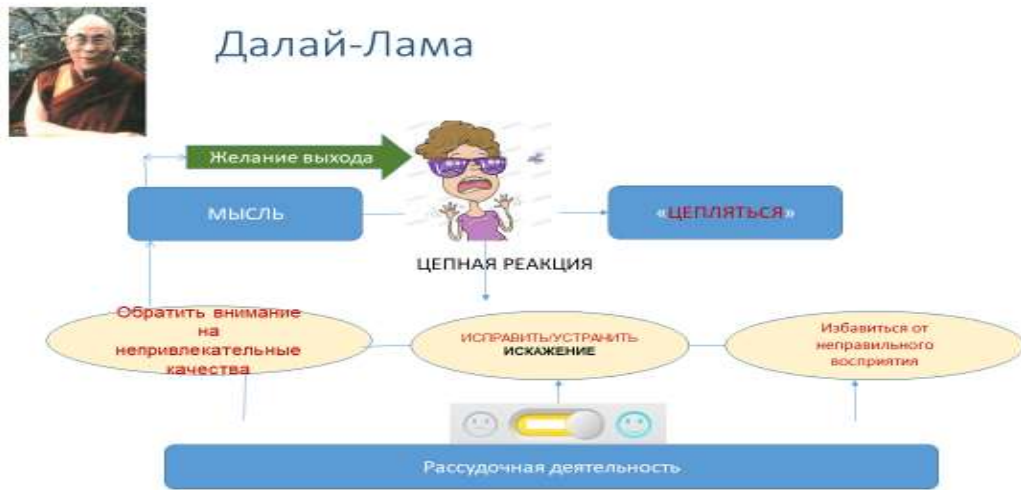 Далай-Лама
Желание выхода
МЫСЛЬ
«ЦЕПЛЯТЬСЯ»
ЦЕПНАЯ РЕАКЦИЯ
Обратить внимание
на
непривлекательные
качества
ИСПРАВИТЬ/УСТРАНИТЬ
ИСКАЖЕНИЕ
Избавиться от
неправильного
восприятия
Рассудочная деятельность